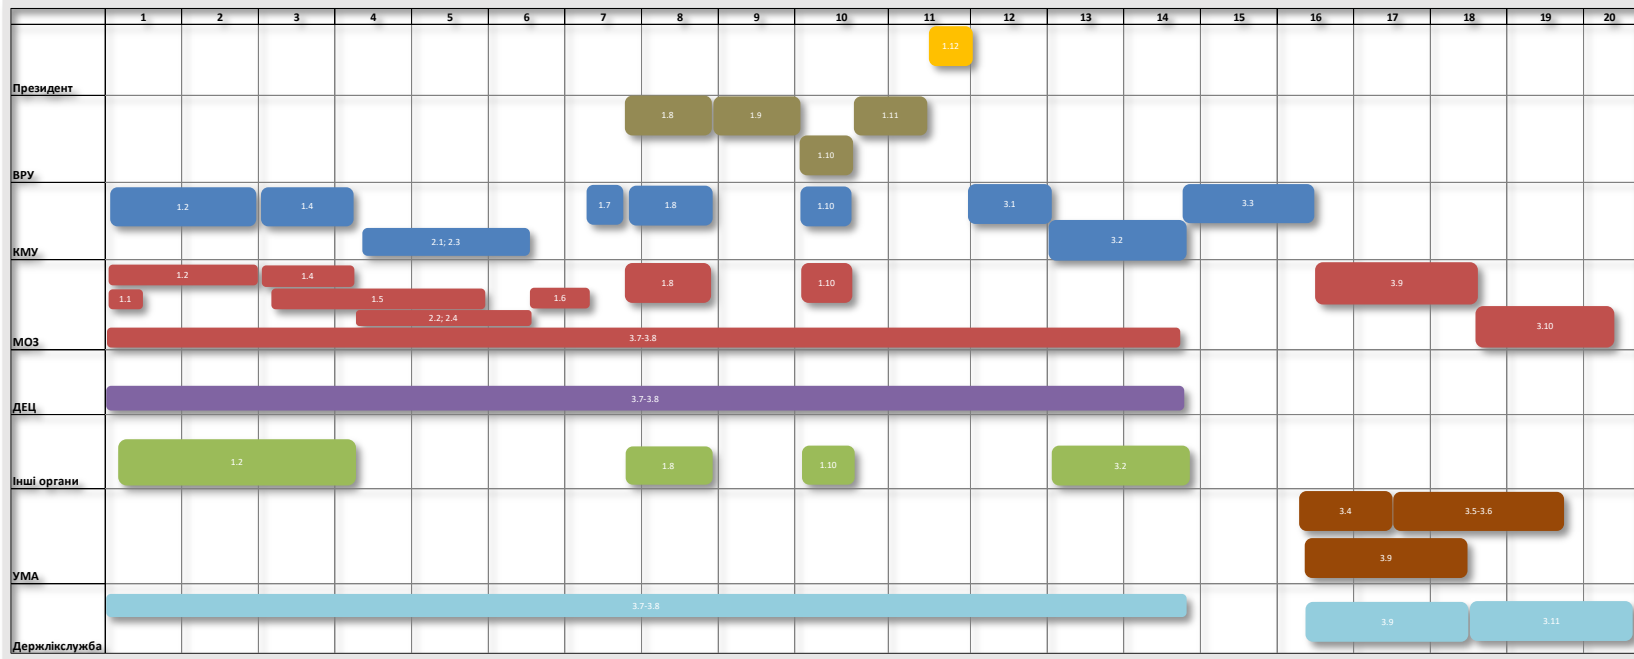 1 2 3 4 5 6 7 8 9 10 11 12 13 14 15 16 17 18 19 20
1.12
Президент
1.8 1.9 1.11
1.10
ВРУ
1.2 1.4 1.7 1.8 1.10 3.1 3.3
2.1; 2.3 3.2
КМУ
1.2 1.4 1.8 1.10 3.9
1.1 1.5 1.6
2.2; 2.4 3.10
3.7-3.8
МОЗ
3.7-3.8
ДЕЦ
1.2 1.8 1.10 3.2
Інші органи
3.4 3.5-3.6
3.9
УМА
3.7-3.8
3.9 3.11
Держлікслужба